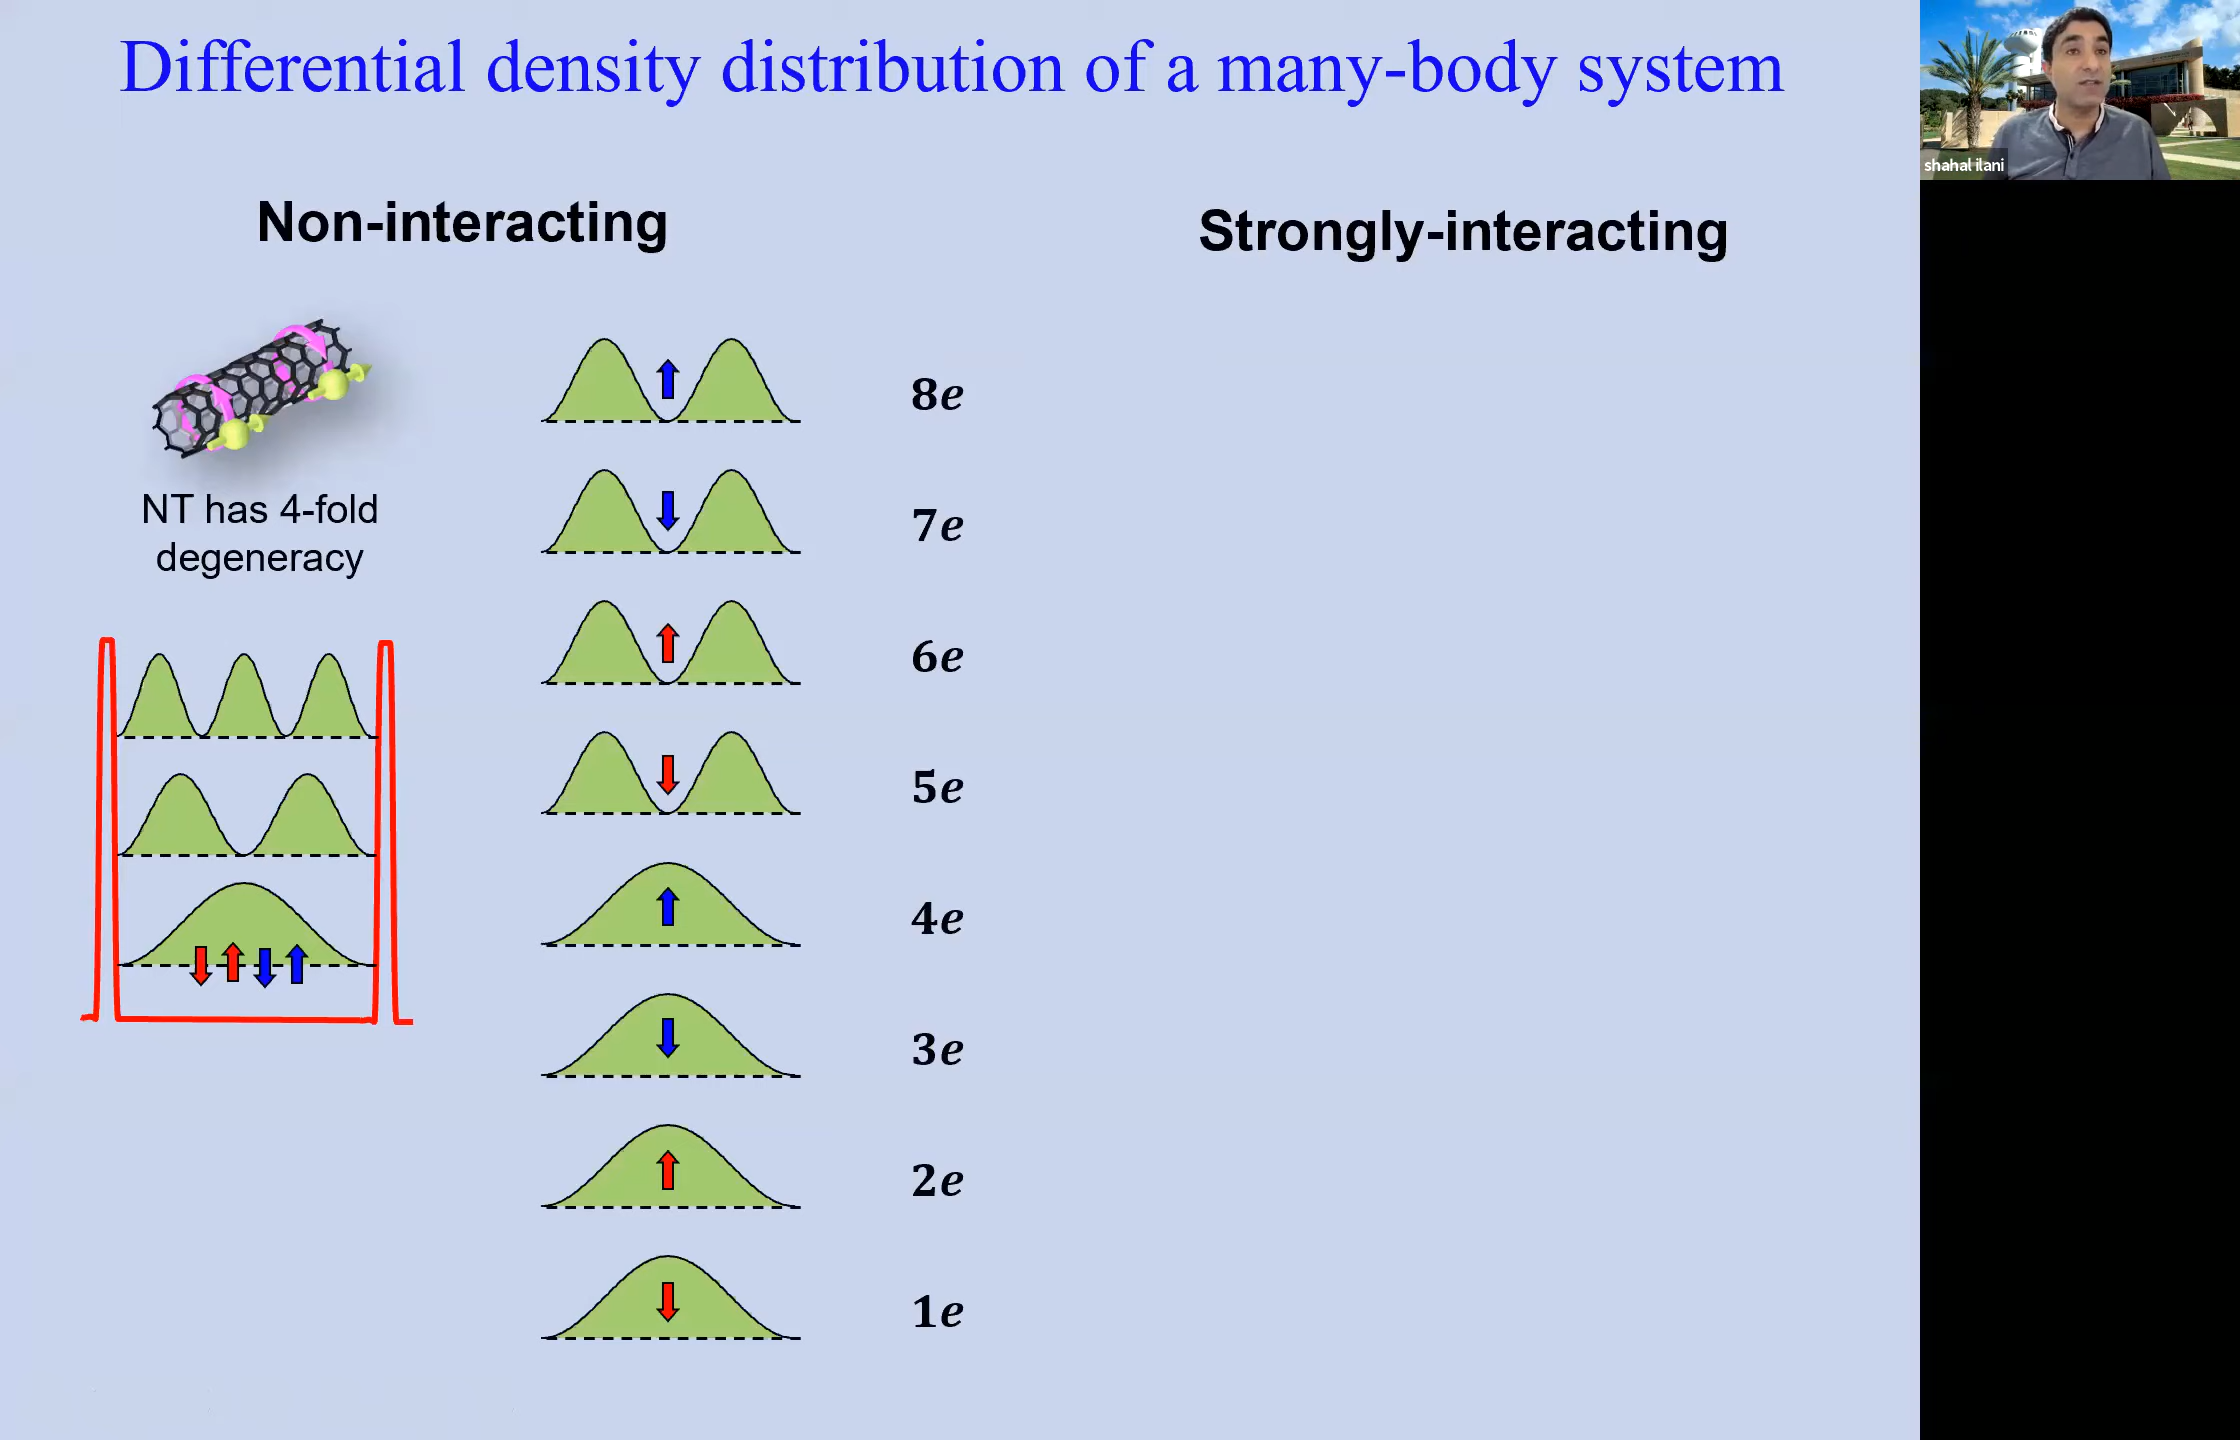 Differential density distribution of a many-body system
shahal ilani
Non-interacting
Strongly-interacting
NT has 4-fold
degeneracy
8e
7e
6e
5e
4e
3e
2e
1e